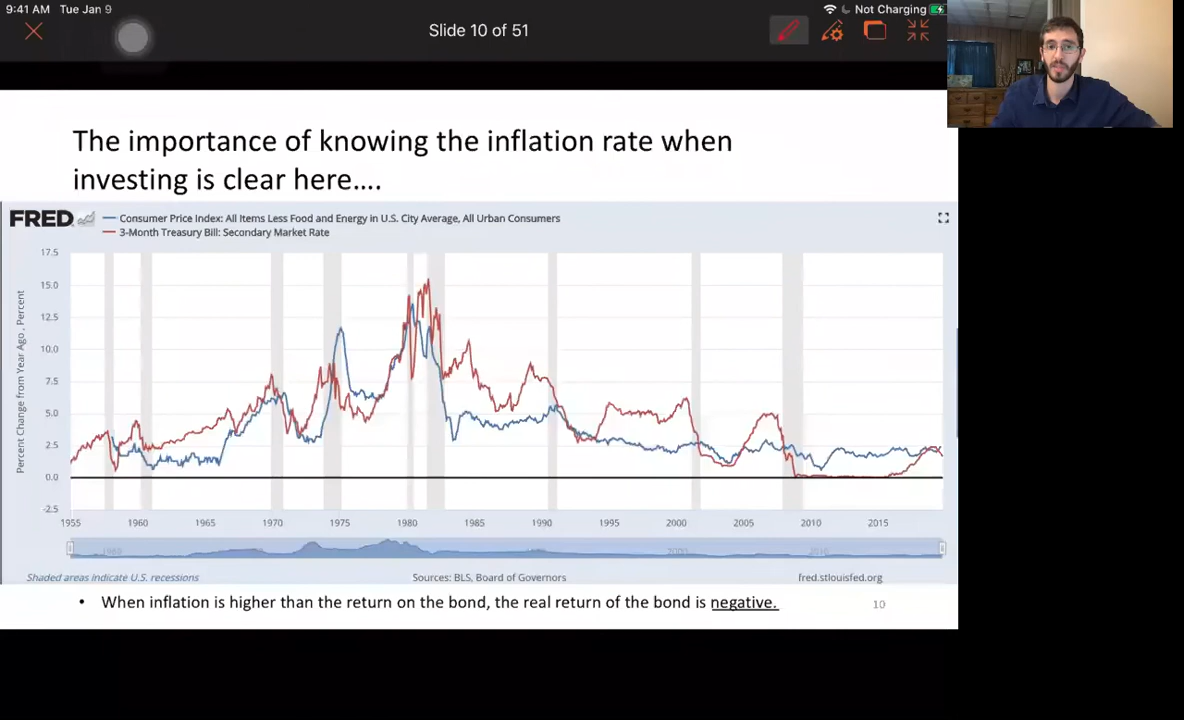 9:41 AM Tue Jan 9
Not Charging
Slide 10 of 51
The importance of knowing the inflation rate when
investing is clear here….
FRED
Consumer Price Index: All Items Less Food and Energy in U.S. City Average, All Urban Consumers
3-Month Treasury Bill: Secondary Market Rate
Percent Change from Year Ago , Percent
17.5
15.0
12.5
10.0
7.5
5.0
2.5
0.0
-2.5
1955 1960 1965 1970 1975 1980 1985 1990 1995 2000 2005 2010 2015
1960 1980 1990 2000 2010
Shaded areas indicate U.S. recessions
Sources: BLS, Board of Governors
fred.stlouisfed.org
• When inflation is higher than the return on the bond, the real return of the bond is negative.
10